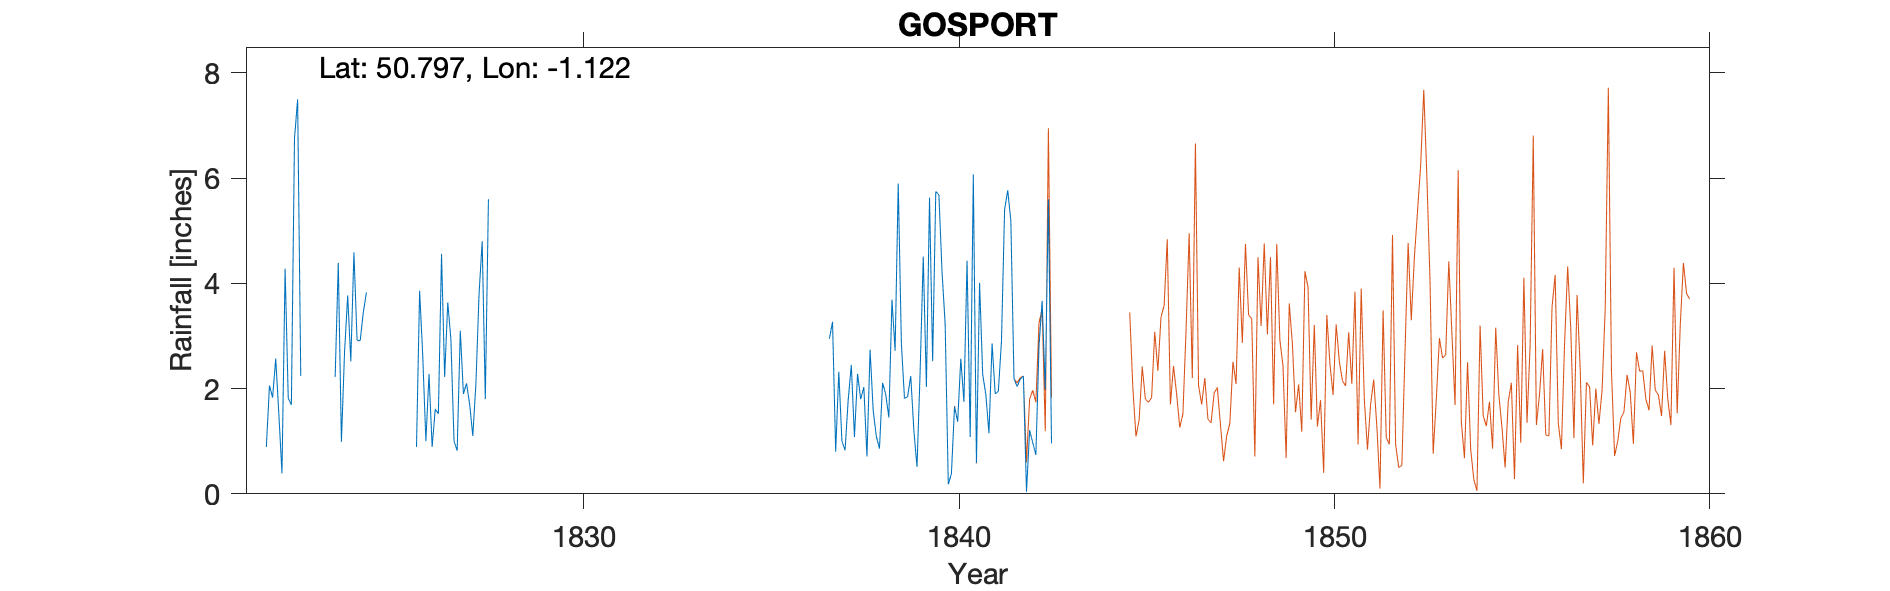 GOSPORT
Lat: 50.797, Lon: -1.122
Rainfall [inches]
8
6
4
2
0
1830 1840 1850 1860
Year